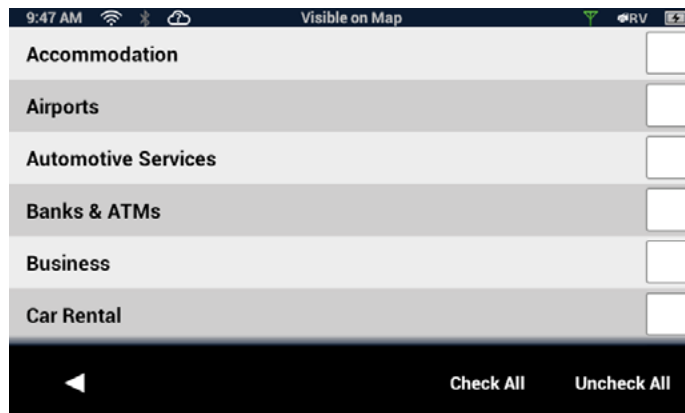 9:47 AM Visible on Map RV
Accommodation
Airports
Automotive Services
Banks & ATMs
Business
Car Rental
Check All Uncheck All